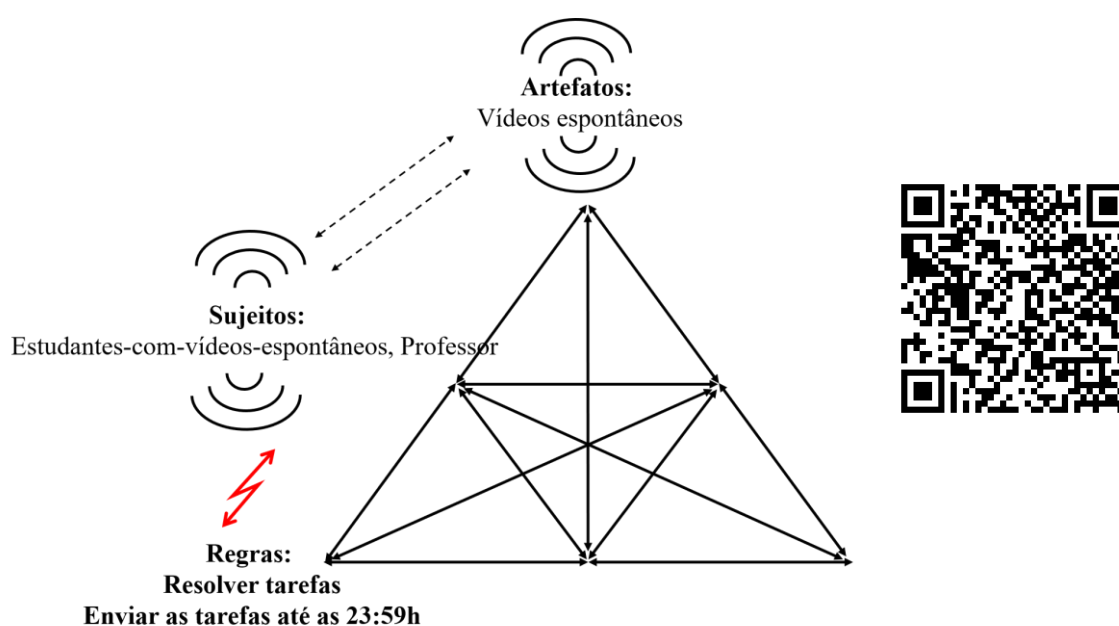 Artefatos:
Vídeos espontâneos
Sujeitos:
Estudantes-com-vídeos-espontâneos, Professor
Regras:
Resolver tarefas
Enviar as tarefas até as 23:59h